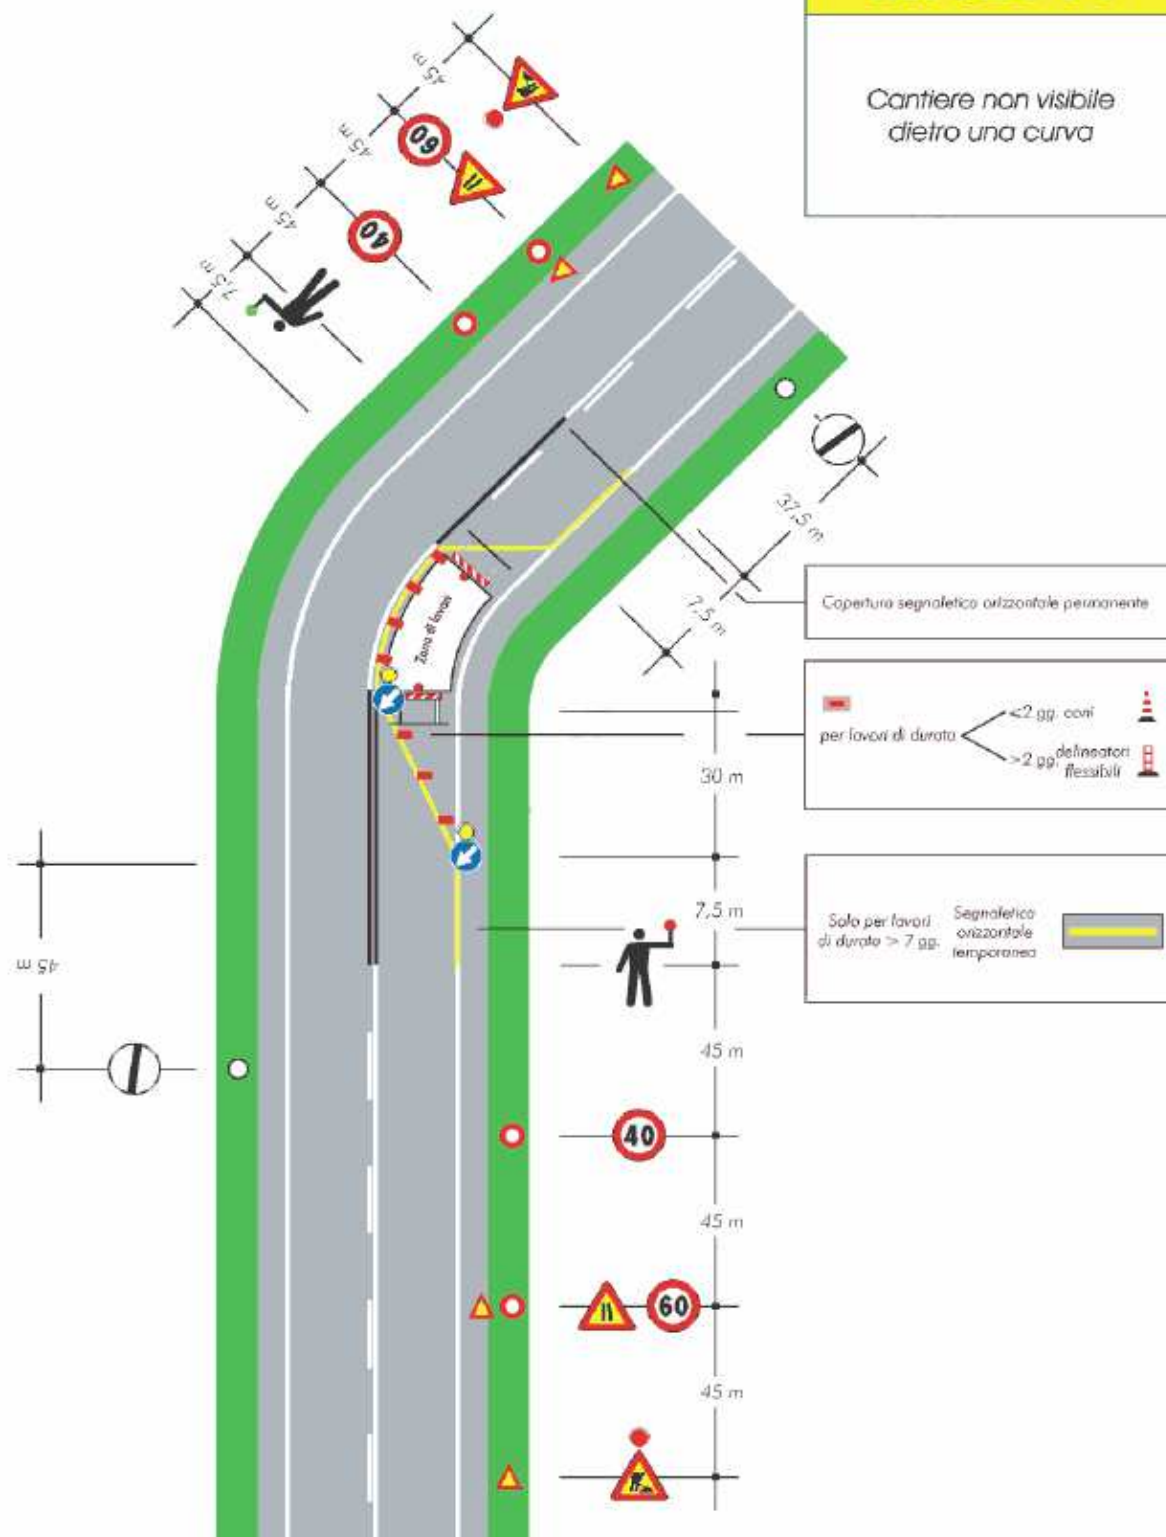 Cantiere non visibile
dietro una curva
45 m
45 m
60
45 m
40
7,5 m
37,5 m
Copertura segnaletica orizzontale permanente
7,5 m
Zona di lavori
per lavori di durata
<2 gg. coni
>2 gg. delineatori
flessibili
30 m
7,5 m
Solo per lavori
di durata > 7 gg.
Segnaletica
orizzontale
temporanea
45 m
45 m
40
45 m
60
45 m